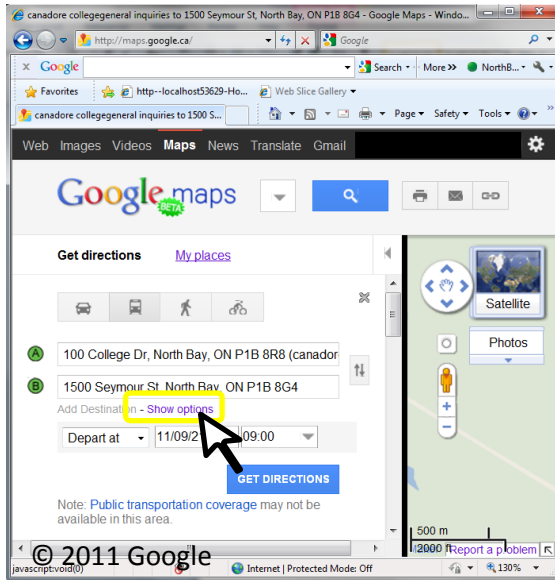 canadore collegegeneral inquiries to 1500 Seymour St, North Bay, ON P1B 8G4 - Google Maps - Windo...
http://maps.google.ca/
Google
x Google Search More >> NorthB...
Favorites http--localhost53629-Ho... Web Slice Gallery
canadore collegegeneral inquiries to 1500 S... Page Safety Tools
Web Images Videos Maps News Translate Gmail
Google maps
BETA
Get directions My places
Satellite
Photos
A 100 College Dr, North Bay, ON P1B 8R8 (canador
B 1500 Seymour St, North Bay, ON P1B 8G4
Add Destination - Show options
Depart at 11/09/2 09:00
GET DIRECTIONS
Note: Public transportation coverage may not be
available in this area.
500 m
2000 ft Report a problem
© 2011 Google
javascript:void(0) Internet | Protected Mode: Off 130%